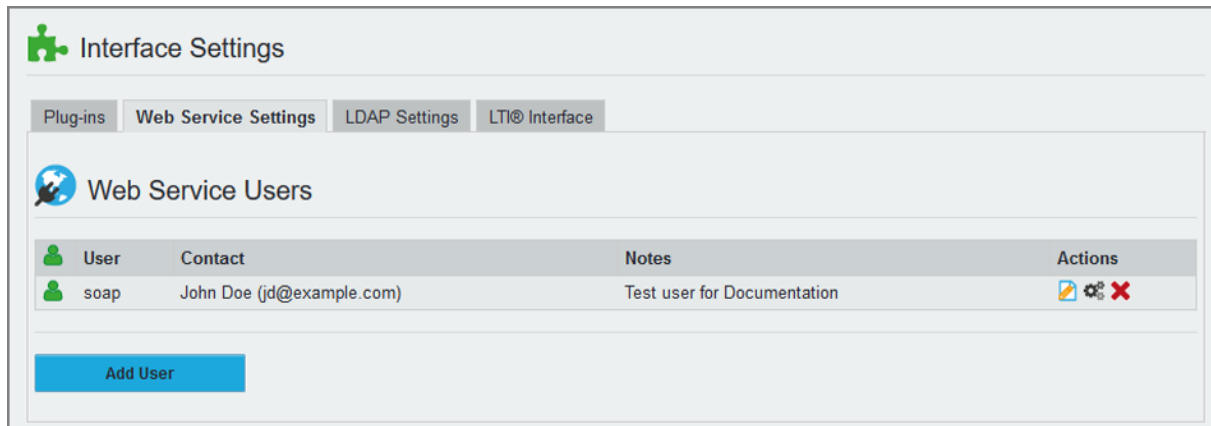 Interface Settings
Plug-ins Web Service Settings LDAP Settings LTI® Interface
Web Service Users
User Contact Notes Actions
soap John Doe (jd@example.com) Test user for Documentation
Add User